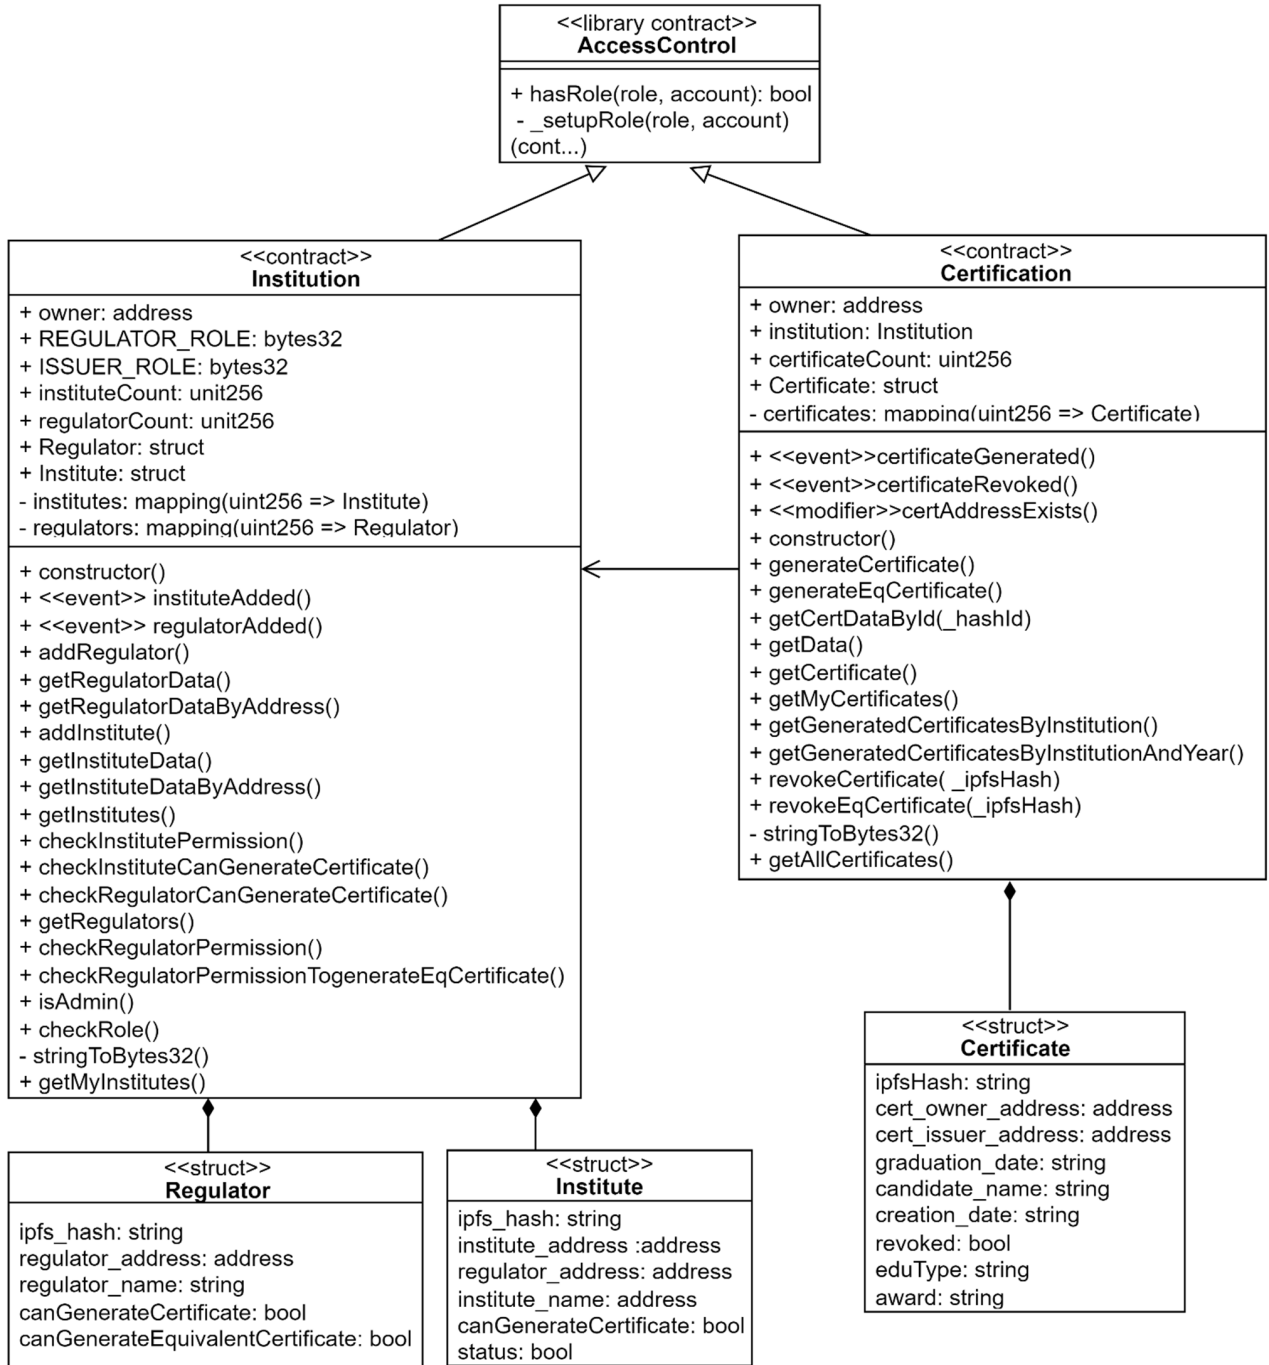 <<library contract>>
AccessControl
+ hasRole(role, account): bool
- _setupRole(role, account)
(cont...)
<<contract>>
Institution
+ owner: address
+ REGULATOR_ROLE: bytes32
+ ISSUER_ROLE: bytes32
+ instituteCount: unit256
+ regulatorCount: unit256
+ Regulator: struct
+ Institute: struct
- institutes: mapping(uint256 => Institute)
- regulators: mapping(uint256 => Regulator)
+ constructor()
+ <<event>> instituteAdded()
+ <<event>> regulatorAdded()
+ addRegulator()
+ getRegulatorData()
+ getRegulatorDataByAddress()
+ addInstitute()
+ getInstituteData()
+ getInstituteDataByAddress()
+ getInstitutes()
+ checkInstitutePermission()
+ checkInstituteCanGenerateCertificate()
+ checkRegulatorCanGenerateCertificate()
+ getRegulators()
+ checkRegulatorPermission()
+ checkRegulatorPermissionTogenerateEqCertificate()
+ isAdmin()
+ checkRole()
- stringToBytes32()
+ getMyInstitutes()
<<contract>>
Certification
+ owner: address
+ institution: Institution
+ certificateCount: uint256
+ Certificate: struct
- certificates: mapping(uint256 => Certificate)
+ <<event>>certificateGenerated()
+ <<event>>certificateRevoked()
+ <<modifier>>certAddressExists()
+ constructor()
+ generateCertificate()
+ generateEqCertificate()
+ getCertDataById(_hashId)
+ getData()
+ getCertificate()
+ getMyCertificates()
+ getGeneratedCertificatesByInstitution()
+ getGeneratedCertificatesByInstitutionAndYear()
+ revokeCertificate( _ipfsHash)
+ revokeEqCertificate(_ipfsHash)
- stringToBytes32()
+ getAllCertificates()
<<struct>>
Regulator
ipfs_hash: string
regulator_address: address
regulator_name: string
canGenerateCertificate: bool
canGenerateEquivalentCertificate: bool
<<struct>>
Institute
ipfs_hash: string
institute_address :address
regulator_address: address
institute_name: address
canGenerateCertificate: bool
status: bool
<<struct>>
Certificate
ipfsHash: string
cert_owner_address: address
cert_issuer_address: address
graduation_date: string
candidate_name: string
creation_date: string
revoked: bool
eduType: string
award: string